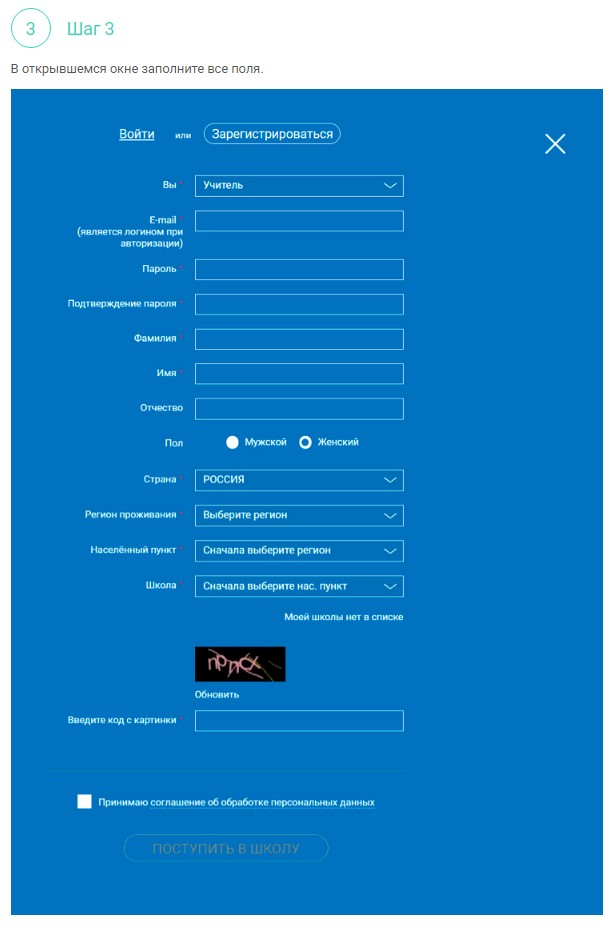 3 Шаг 3
В открывшемся окне заполните все поля.
Войти или Зарегистрироваться
Вы * Учитель
E-mail *
(является логином при
авторизации)
Пароль *
Подтверждение пароля *
Фамилия *
Имя *
Отчество
Пол Мужской Женский
Страна * РОССИЯ
Регион проживания * Выберите регион
Населённый пункт * Сначала выберите регион
Школа * Сначала выберите нас. пункт
Моей школы нет в списке
Обновить
Введите код с картинки *
Принимаю соглашение об обработке персональных данных
ПОСТУПИТЬ В ШКОЛУ